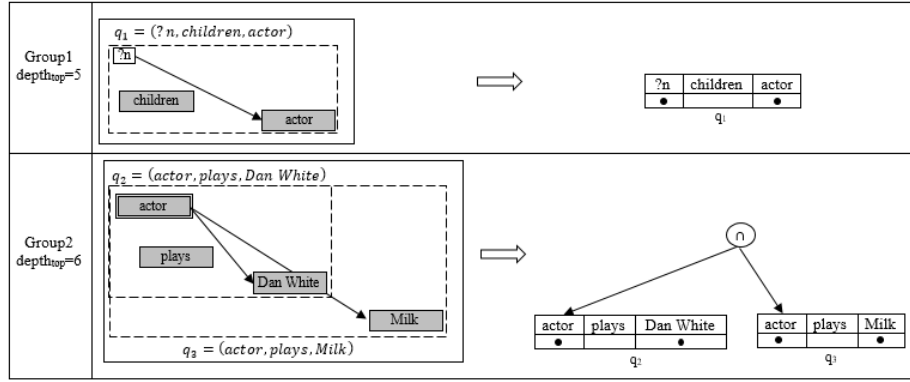 Group1
depth_top=5
q₁ = (?n, children, actor)
?n
children
actor
?n children actor
● ●
q₁
Group2
depth_top=6
q₂ = (actor, plays, Dan White)
actor
plays
Dan White
Milk
q₃ = (actor, plays, Milk)
∩
actor plays Dan White
● ●
q₂
actor plays Milk
● ●
q₃